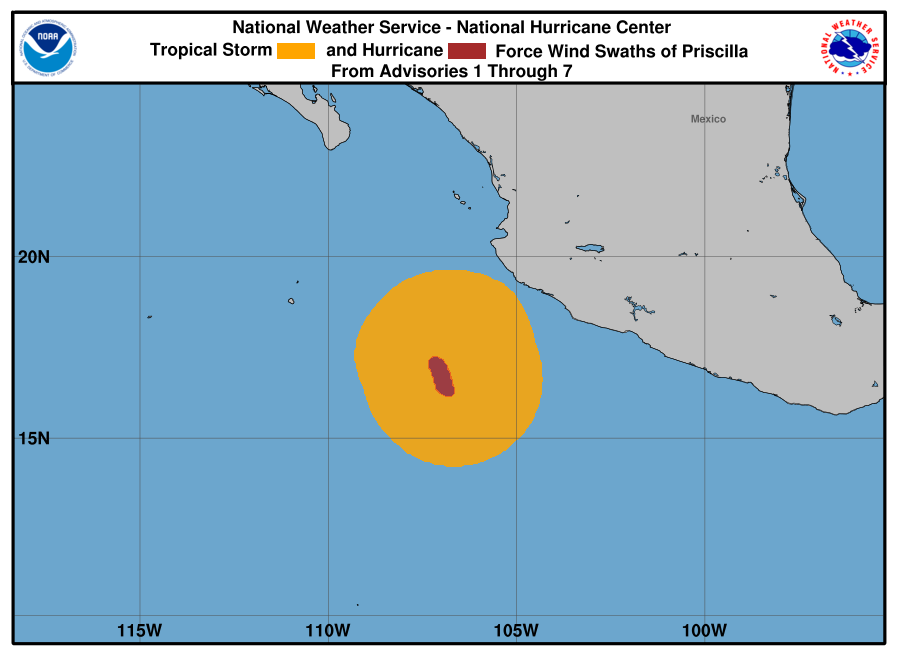 National Weather Service - National Hurricane Center
Tropical Storm and Hurricane Force Wind Swaths of Priscilla
From Advisories 1 Through 7
NOAA
NATIONAL WEATHER SERVICE
Mexico
20N
15N
115W 110W 105W 100W